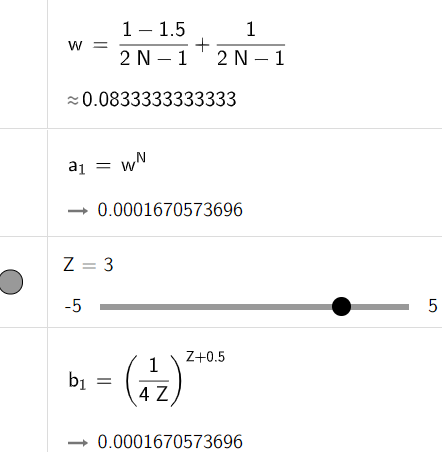 w = (1 − 1.5)/(2 N − 1) + 1/(2 N − 1)
≈ 0.0833333333333
a₁ = w^N
→ 0.0001670573696
Z = 3
-5 5
b₁ = (1/(4 Z))^(Z+0.5)
→ 0.0001670573696